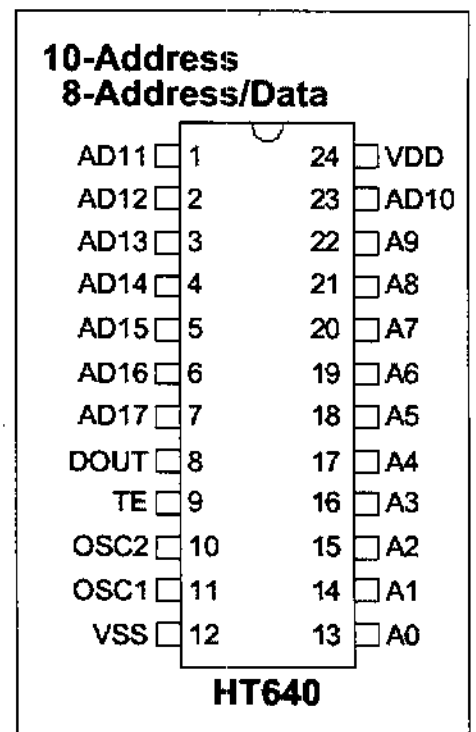 10-Address
8-Address/Data
AD11 1 24 VDD
AD12 2 23 AD10
AD13 3 22 A9
AD14 4 21 A8
AD15 5 20 A7
AD16 6 19 A6
AD17 7 18 A5
DOUT 8 17 A4
TE 9 16 A3
OSC2 10 15 A2
OSC1 11 14 A1
VSS 12 13 A0
HT640